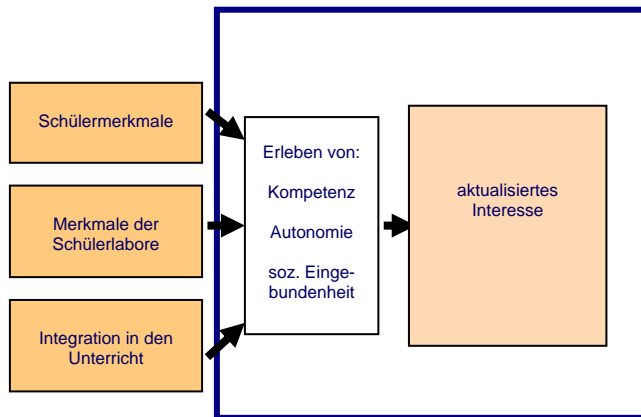 Schülermerkmale
Merkmale der
Schülerlabore
Integration in den
Unterricht
Erleben von:
Kompetenz
Autonomie
soz. Einge-
bundenheit
aktualisiertes
Interesse